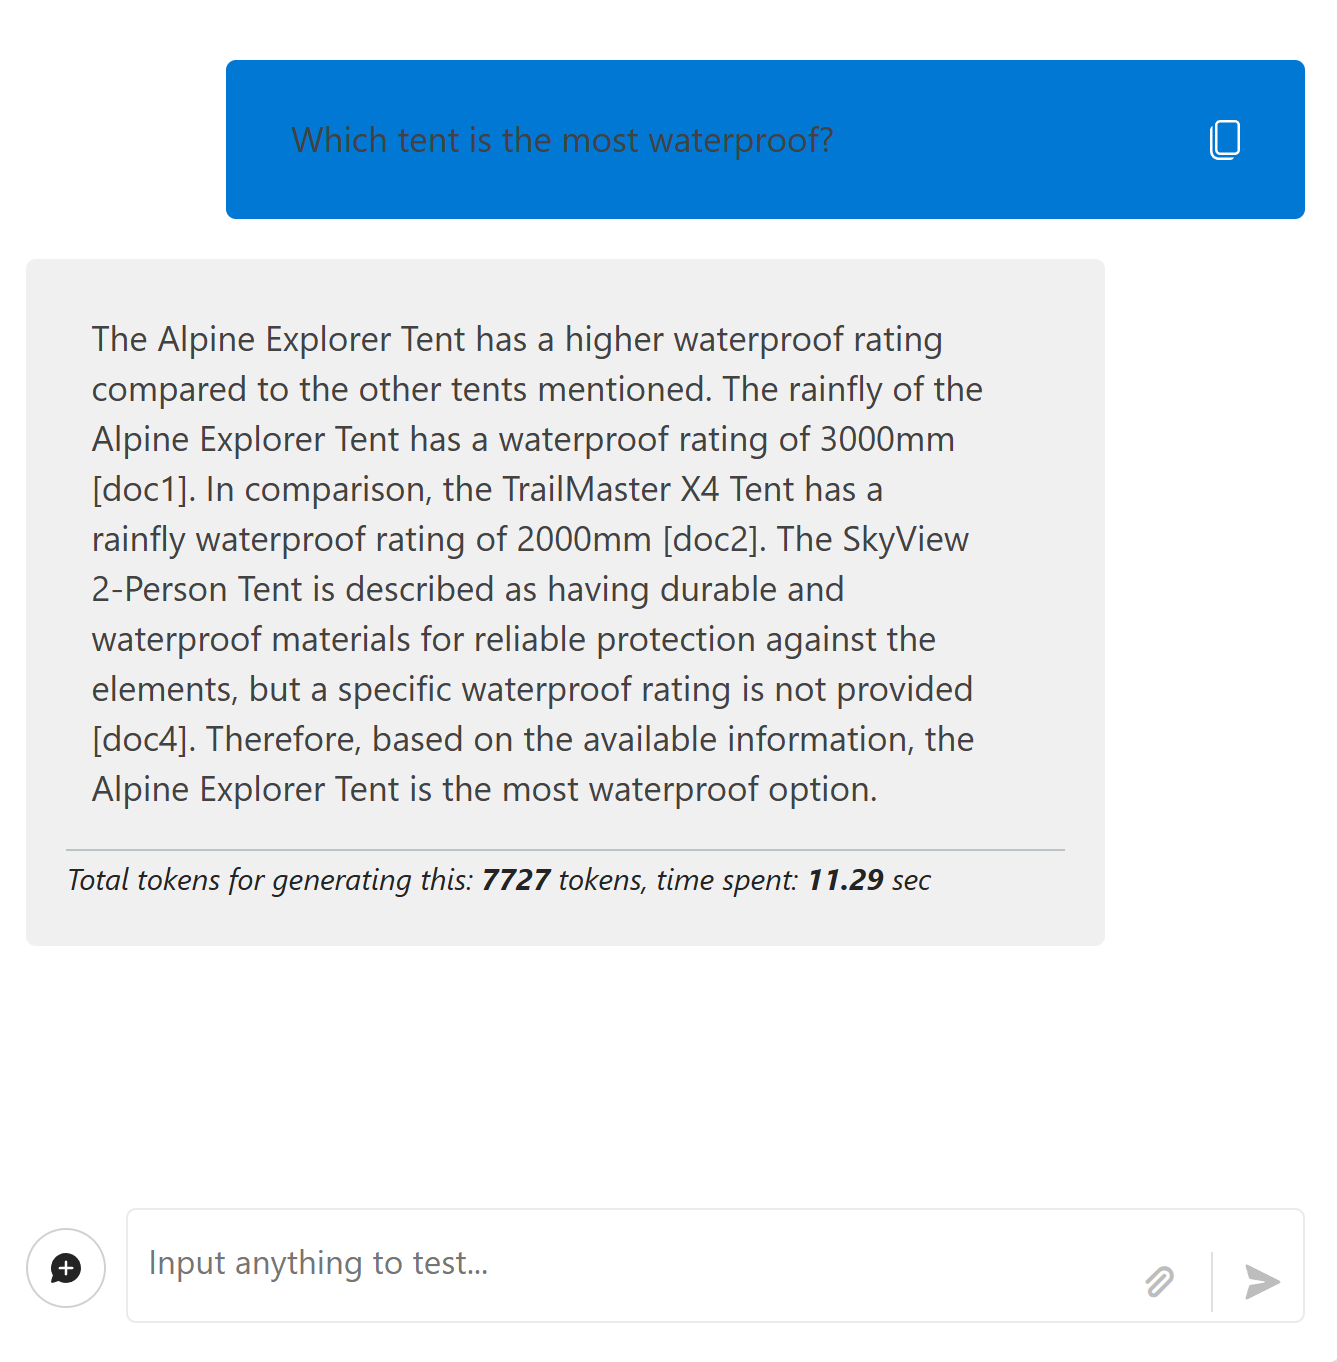 Which tent is the most waterproof?
The Alpine Explorer Tent has a higher waterproof rating
compared to the other tents mentioned. The rainfly of the
Alpine Explorer Tent has a waterproof rating of 3000mm
[doc1]. In comparison, the TrailMaster X4 Tent has a
rainfly waterproof rating of 2000mm [doc2]. The SkyView
2-Person Tent is described as having durable and
waterproof materials for reliable protection against the
elements, but a specific waterproof rating is not provided
[doc4]. Therefore, based on the available information, the
Alpine Explorer Tent is the most waterproof option.
Total tokens for generating this: 7727 tokens, time spent: 11.29 sec
Input anything to test...